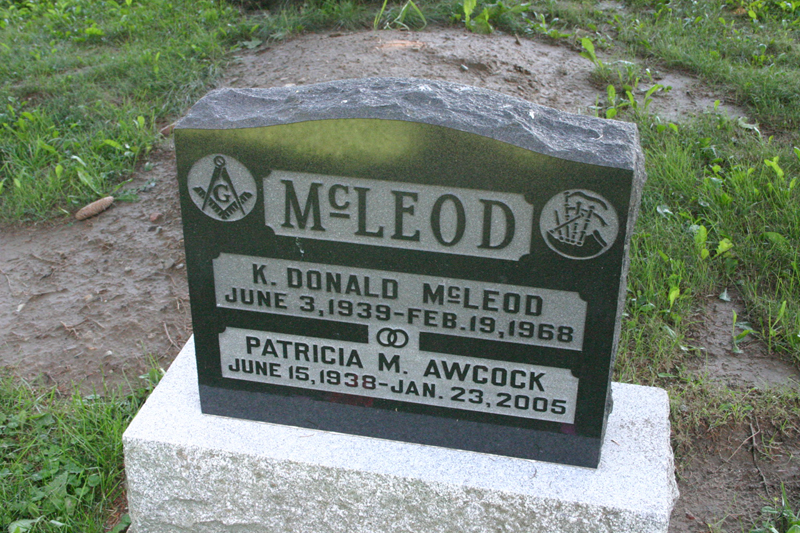 G
McLEOD
K. DONALD McLEOD
JUNE 3, 1939-FEB. 19, 1968
PATRICIA M. AWCOCK
JUNE 15, 1938-JAN. 23, 2005